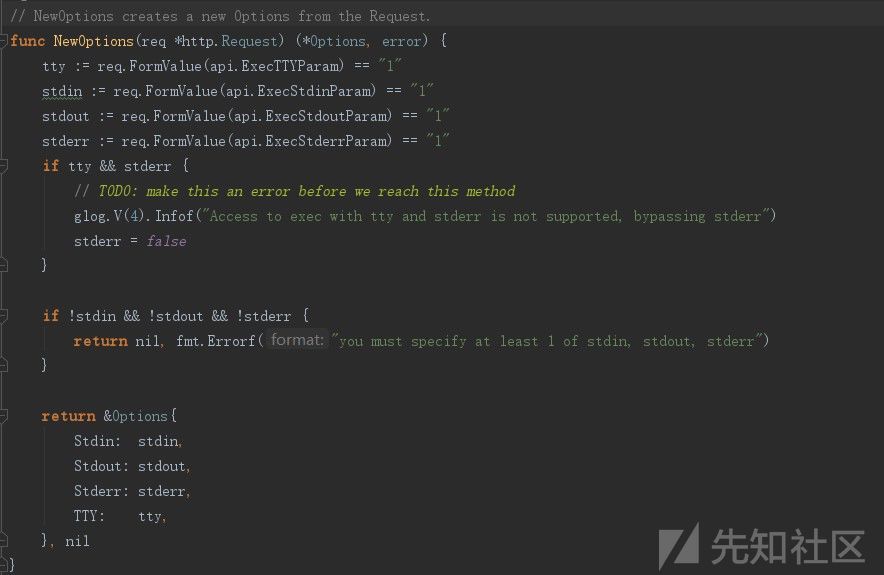 // NewOptions creates a new Options from the Request.
func NewOptions(req *http.Request) (*Options, error) {
    tty := req.FormValue(api.ExecTTYParam) == "1"
    stdin := req.FormValue(api.ExecStdinParam) == "1"
    stdout := req.FormValue(api.ExecStdoutParam) == "1"
    stderr := req.FormValue(api.ExecStderrParam) == "1"
    if tty && stderr {
        // TODO: make this an error before we reach this method
        glog.V(4).Infof("Access to exec with tty and stderr is not supported, bypassing stderr")
        stderr = false
    }
    if !stdin && !stdout && !stderr {
        return nil, fmt.Errorf( format: "you must specify at least 1 of stdin, stdout, stderr")
    }
    return &Options{
        Stdin:  stdin,
        Stdout: stdout,
        Stderr: stderr,
        TTY:    tty,
    }, nil
}
先知社区